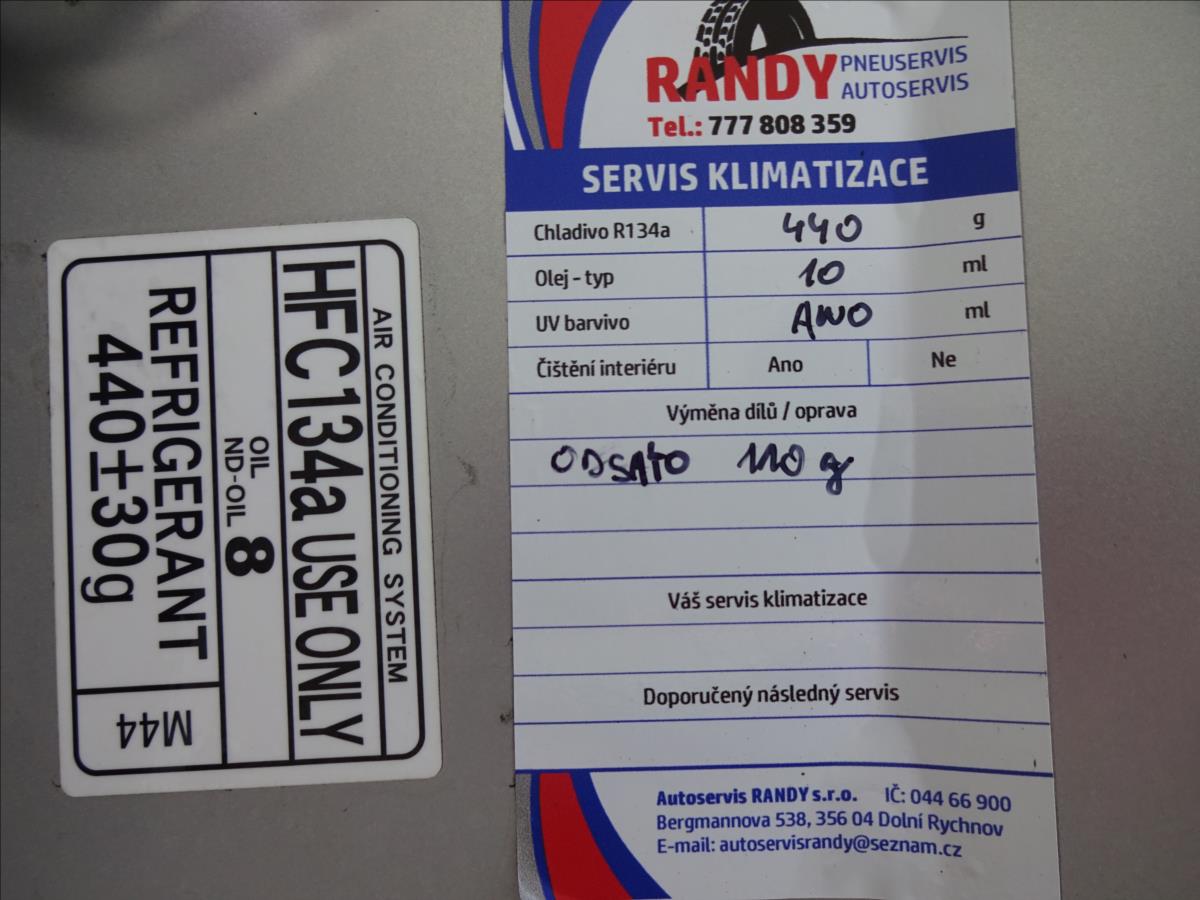 AIR CONDITIONING SYSTEM
HFC134a USE ONLY
OIL
ND-OIL 8
REFRIGERANT
440±30g
M44
RANDY
PNEUSERVIS
AUTOSERVIS
Tel.: 777 808 359
SERVIS KLIMATIZACE
Chladivo R134a 440 g
Olej - typ 10 ml
UV barvivo ANO ml
Čištění interiéru Ano Ne
Výměna dílů / oprava
ODSÁTO 110 g
Váš servis klimatizace
Doporučený následný servis
Autoservis RANDY s.r.o. IČ: 044 66 900
Bergmannova 538, 356 04 Dolní Rychnov
E-mail: autoservisrandy@seznam.cz